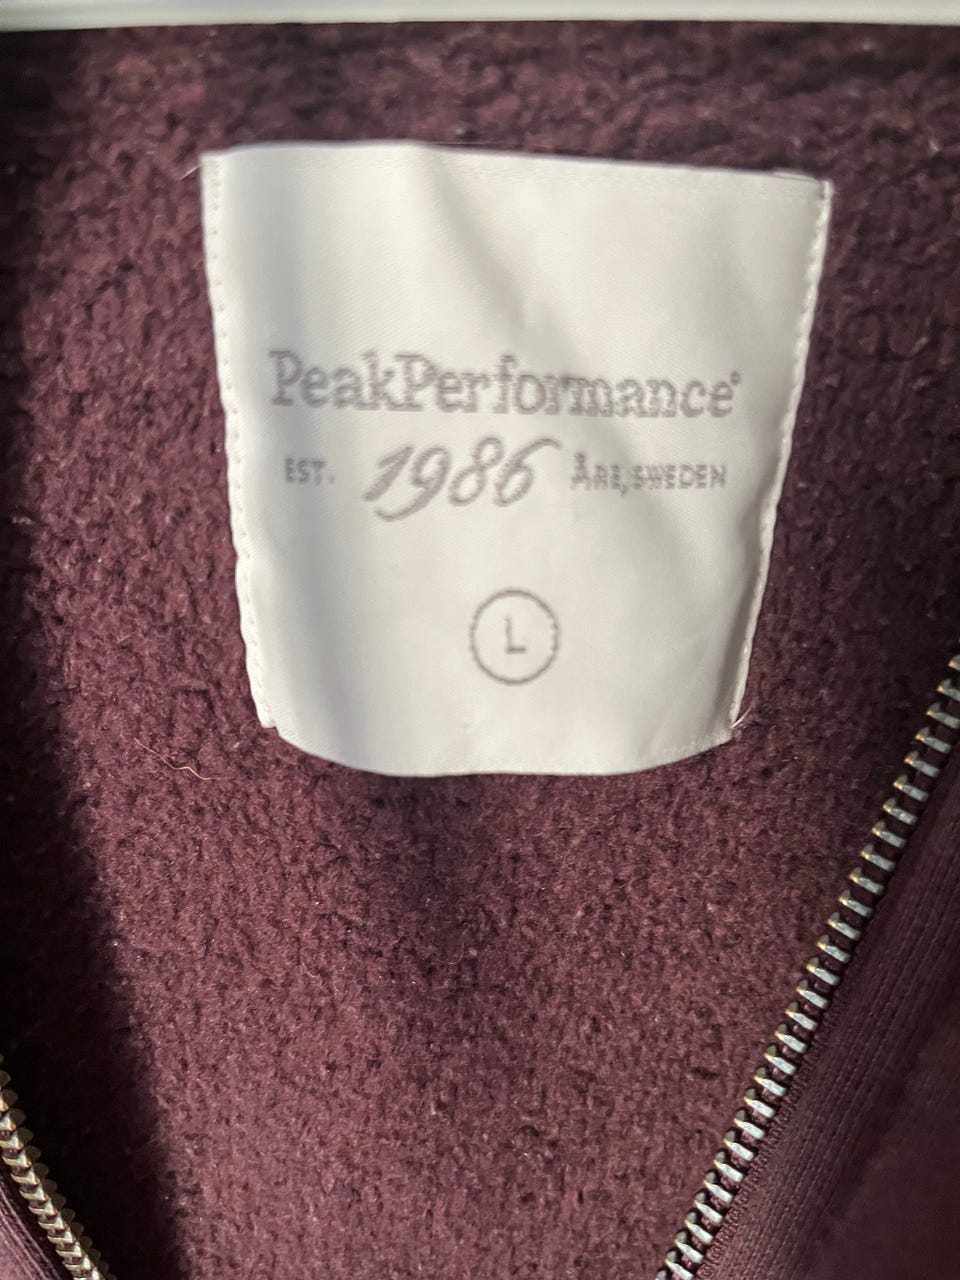 PeakPerformance®
EST. 1986 ÅRE, SWEDEN
L